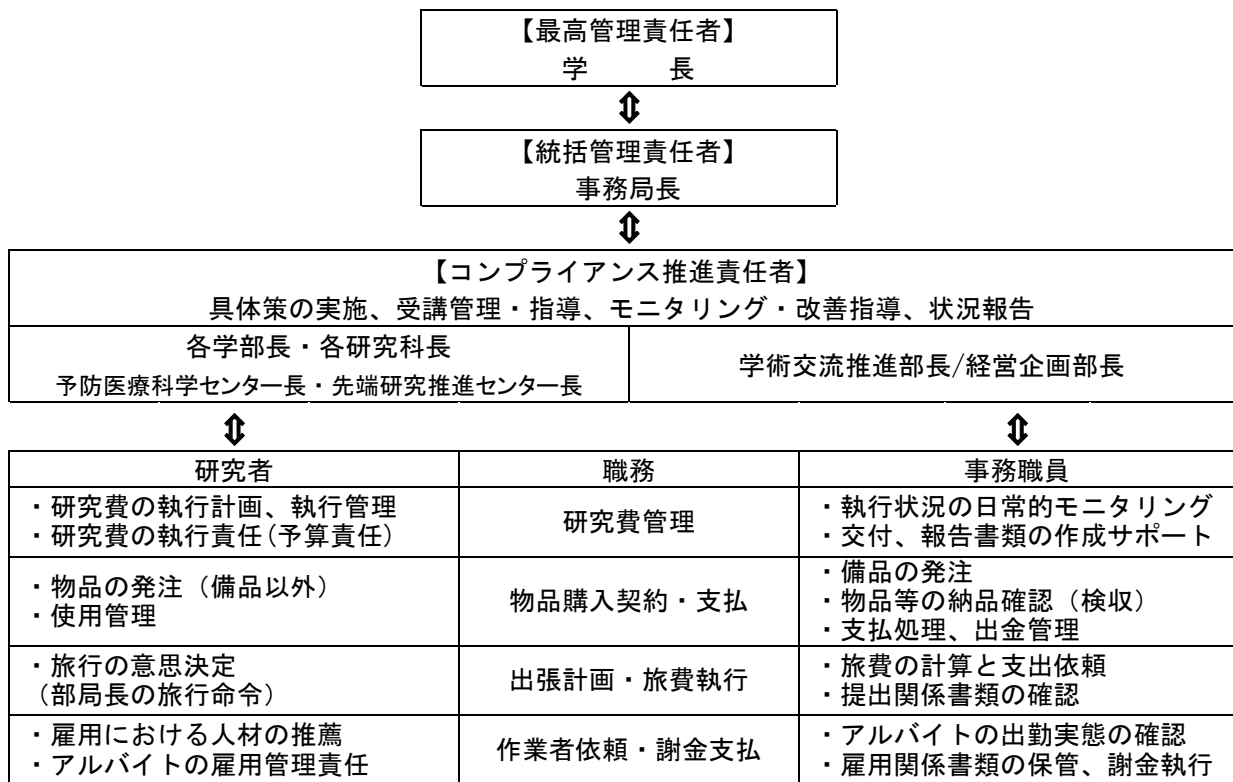 【最高管理責任者】
学　　　長
⇕
【統括管理責任者】
事務局長
⇕
【コンプライアンス推進責任者】
具体策の実施、受講管理・指導、モニタリング・改善指導、状況報告
各学部長・各研究科長
予防医療科学センター長・先端研究推進センター長
学術交流推進部長/経営企画部長
⇕　⇕
研究者　職務　事務職員
・研究費の執行計画、執行管理
・研究費の執行責任(予算責任)
研究費管理
・執行状況の日常的モニタリング
・交付、報告書類の作成サポート
・物品の発注（備品以外）
・使用管理
物品購入契約・支払
・備品の発注
・物品等の納品確認（検収）
・支払処理、出金管理
・旅行の意思決定
（部局長の旅行命令）
出張計画・旅費執行
・旅費の計算と支出依頼
・提出関係書類の確認
・雇用における人材の推薦
・アルバイトの雇用管理責任
作業者依頼・謝金支払
・アルバイトの出勤実態の確認
・雇用関係書類の保管、謝金執行